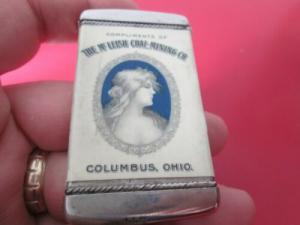 COMPLIMENTS OF
THE McLEISH COAL MINING CO.
COLUMBUS, OHIO.